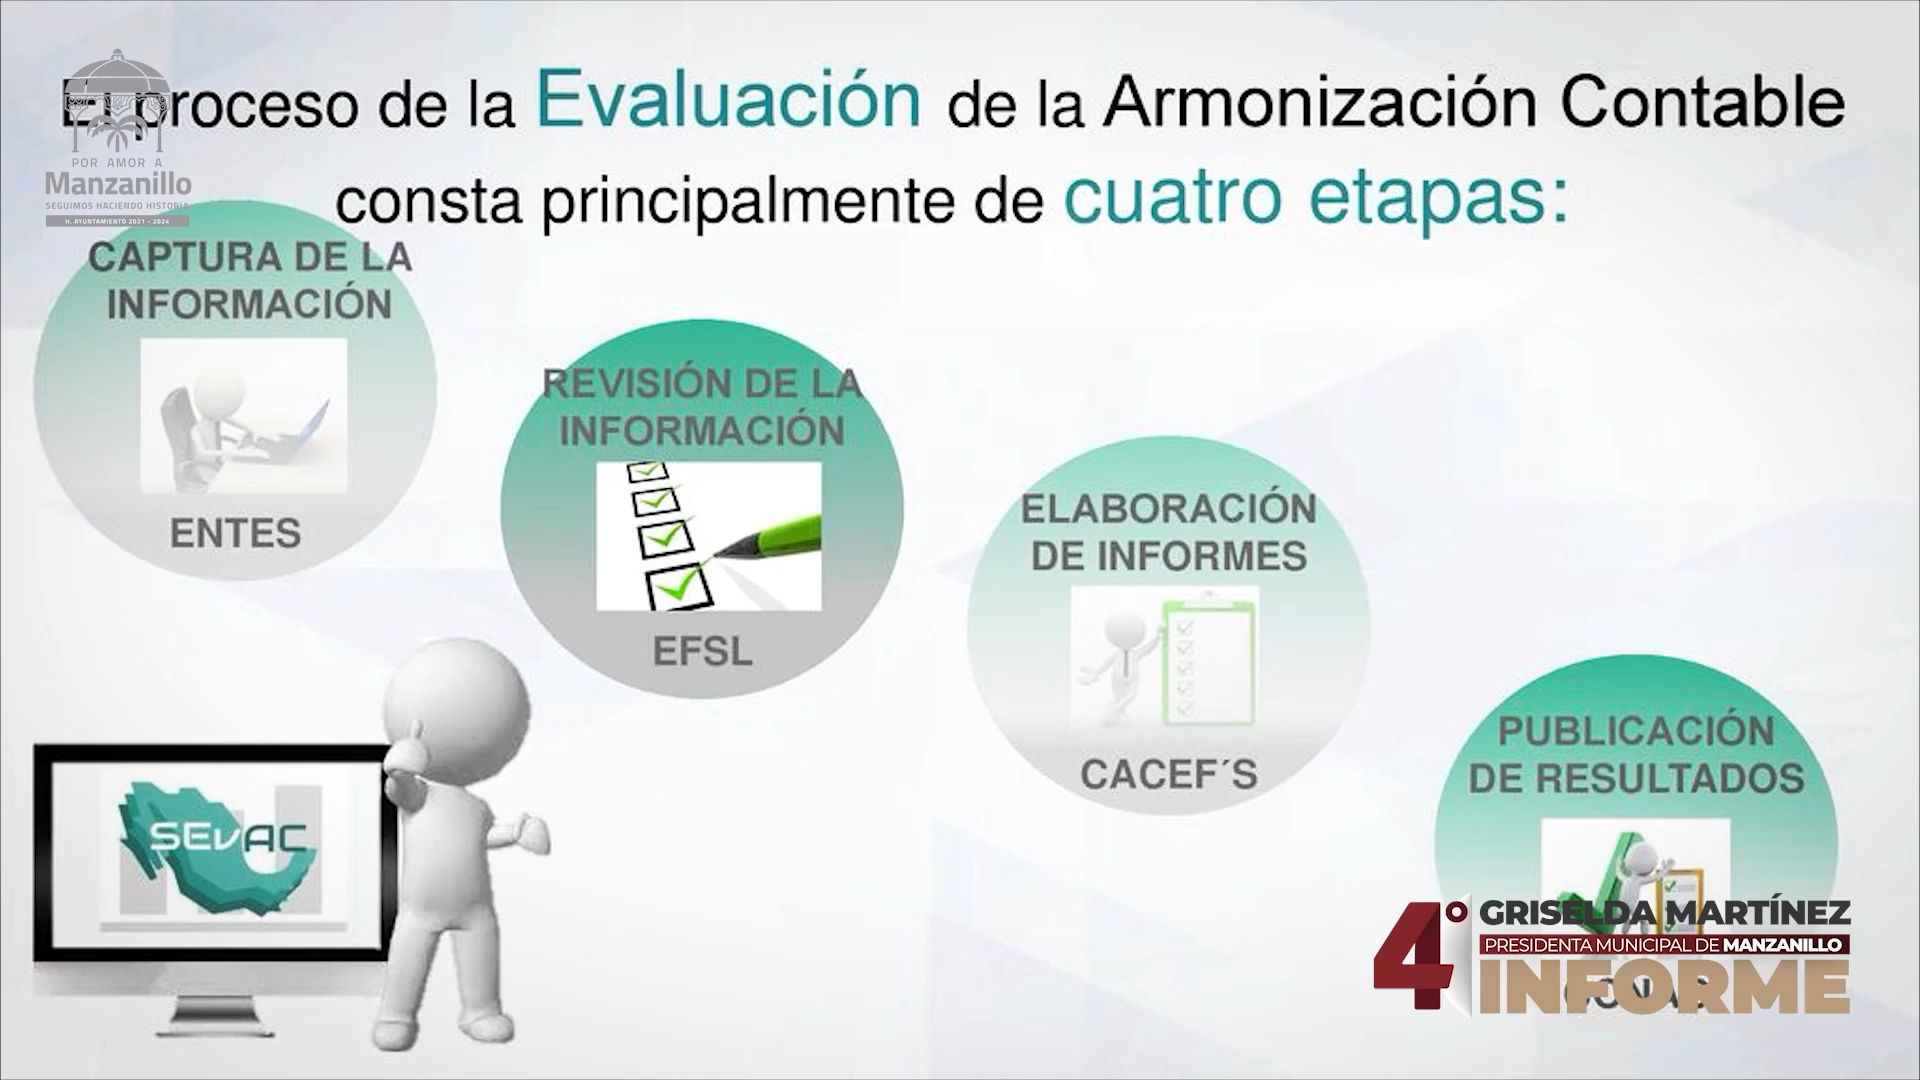 El proceso de la Evaluación de la Armonización Contable
consta principalmente de cuatro etapas:
POR AMOR A
Manzanillo
SEGUIMOS HACIENDO HISTORIA
H. AYUNTAMIENTO 2021 - 2024
CAPTURA DE LA
INFORMACIÓN
ENTES
REVISIÓN DE LA
INFORMACIÓN
EFSL
ELABORACIÓN
DE INFORMES
CACEF´S
PUBLICACIÓN
DE RESULTADOS
CONAC
SEvAC
4° GRISELDA MARTÍNEZ
PRESIDENTA MUNICIPAL DE MANZANILLO
INFORME